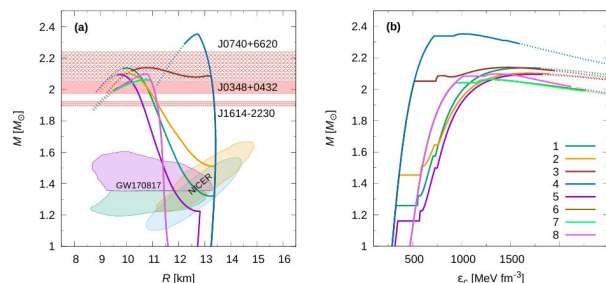 (a)
(b)
J0740+6620
J0348+0432
J1614-2230
GW170817
NICER
M [M⊙]
2.4
2.2
2
1.8
1.6
1.4
1.2
1
8 9 10 11 12 13 14 15 16
R [km]
M [M⊙]
2.4
2.2
2
1.8
1.6
1.4
1.2
1
500 1000 1500
εc [MeV fm⁻³]
1
2
3
4
5
6
7
8